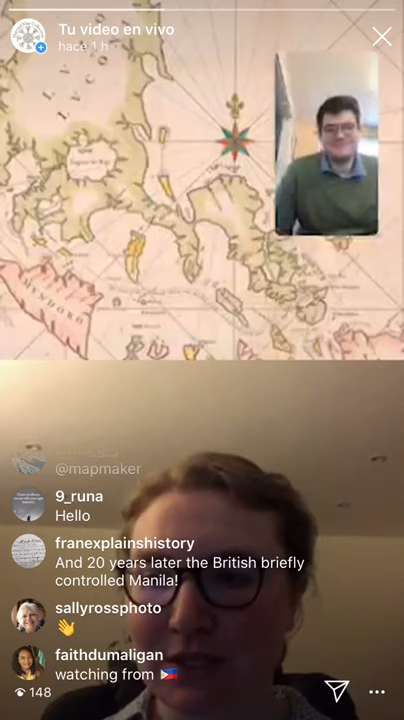 Tu video en vivo
hace 1 h
MINDORO
@mapmaker
9_runa
Hello
franexplainshistory
And 20 years later the British briefly
controlled Manila!
sallyrossphoto
👋
faithdumaligan
watching from 🇵🇭
148